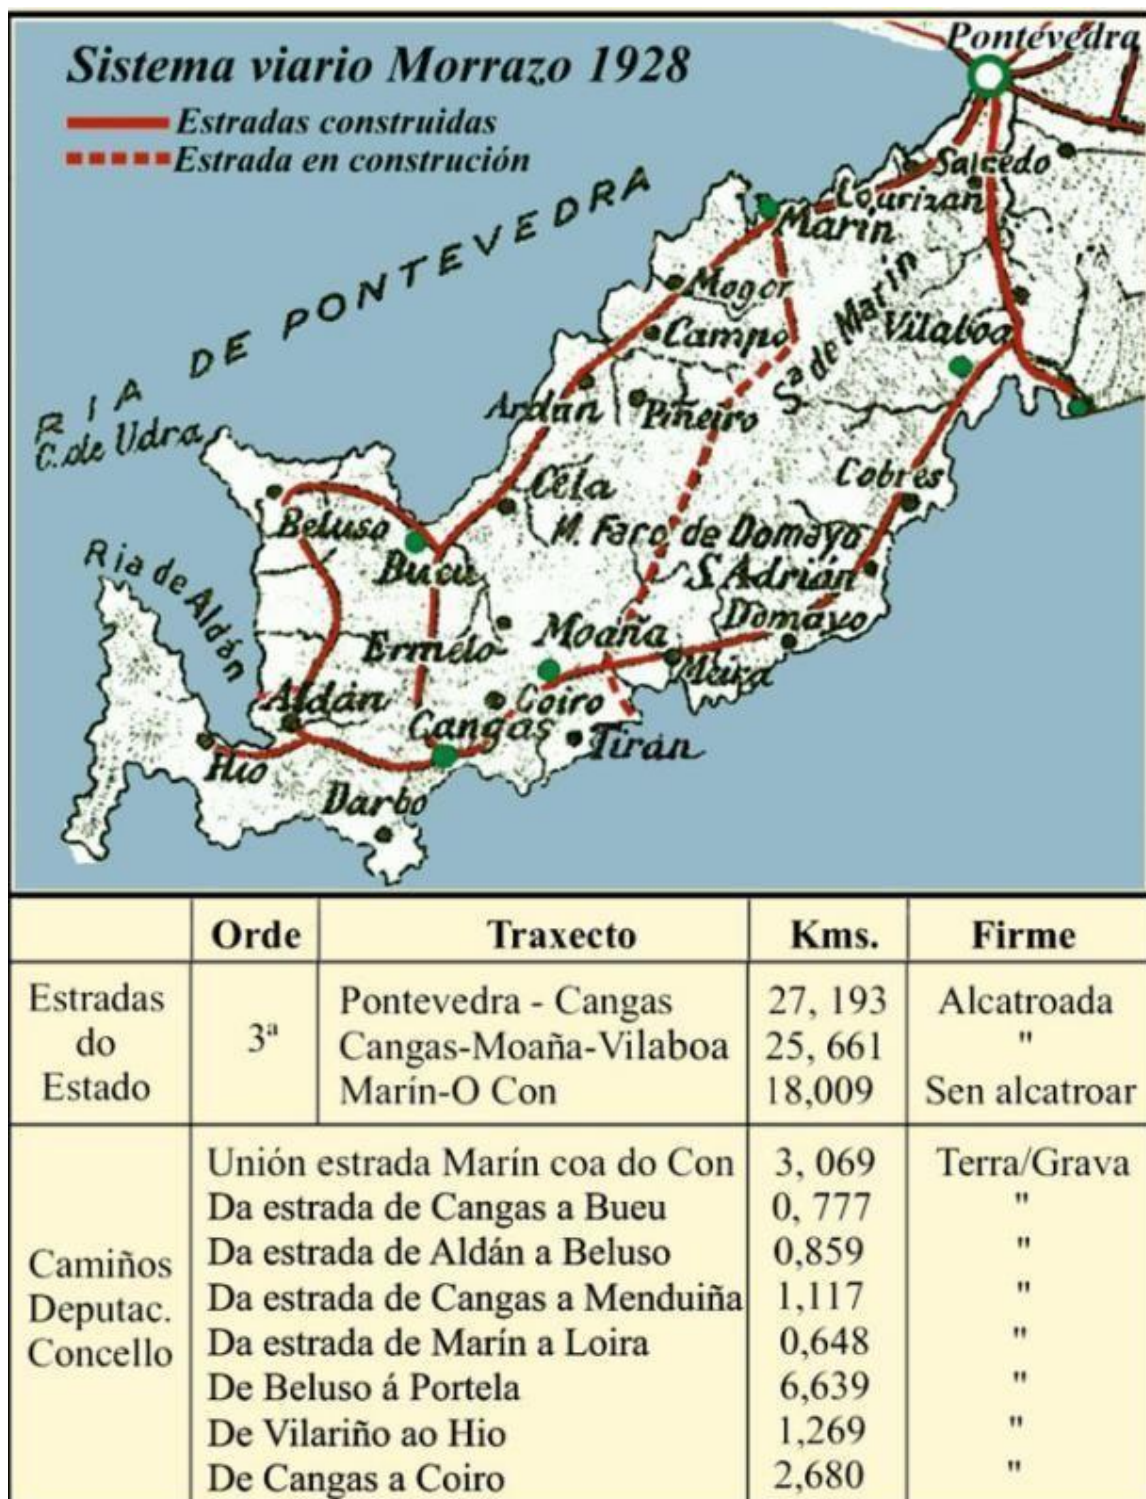 Sistema viario Morrazo 1928
Estradas construidas
Estrada en construción
Pontevedra
Salcedo
Lourizan
Marin
RIA DE PONTEVEDRA
Mogor
Campo
Sª de Marin
Vilaboa
Ardán
Piñeiro
C. de Udra
Cela
Cobres
Beluso
M. Faro de Domayo
Bueu
S. Adrián
Ria de Aldán
Domayo
Ermelo
Moaña
Meira
Aldán
Coiro
Cangas
Tirán
Hio
Darbo
Orde Traxecto Kms. Firme
Estradas do Estado
3ª
Pontevedra - Cangas 27, 193 Alcatroada
Cangas-Moaña-Vilaboa 25, 661 "
Marín-O Con 18,009 Sen alcatroar
Camiños Deputac. Concello
Unión estrada Marín coa do Con 3, 069 Terra/Grava
Da estrada de Cangas a Bueu 0, 777 "
Da estrada de Aldán a Beluso 0,859 "
Da estrada de Cangas a Menduiña 1,117 "
Da estrada de Marín a Loira 0,648 "
De Beluso á Portela 6,639 "
De Vilariño ao Hio 1,269 "
De Cangas a Coiro 2,680 "